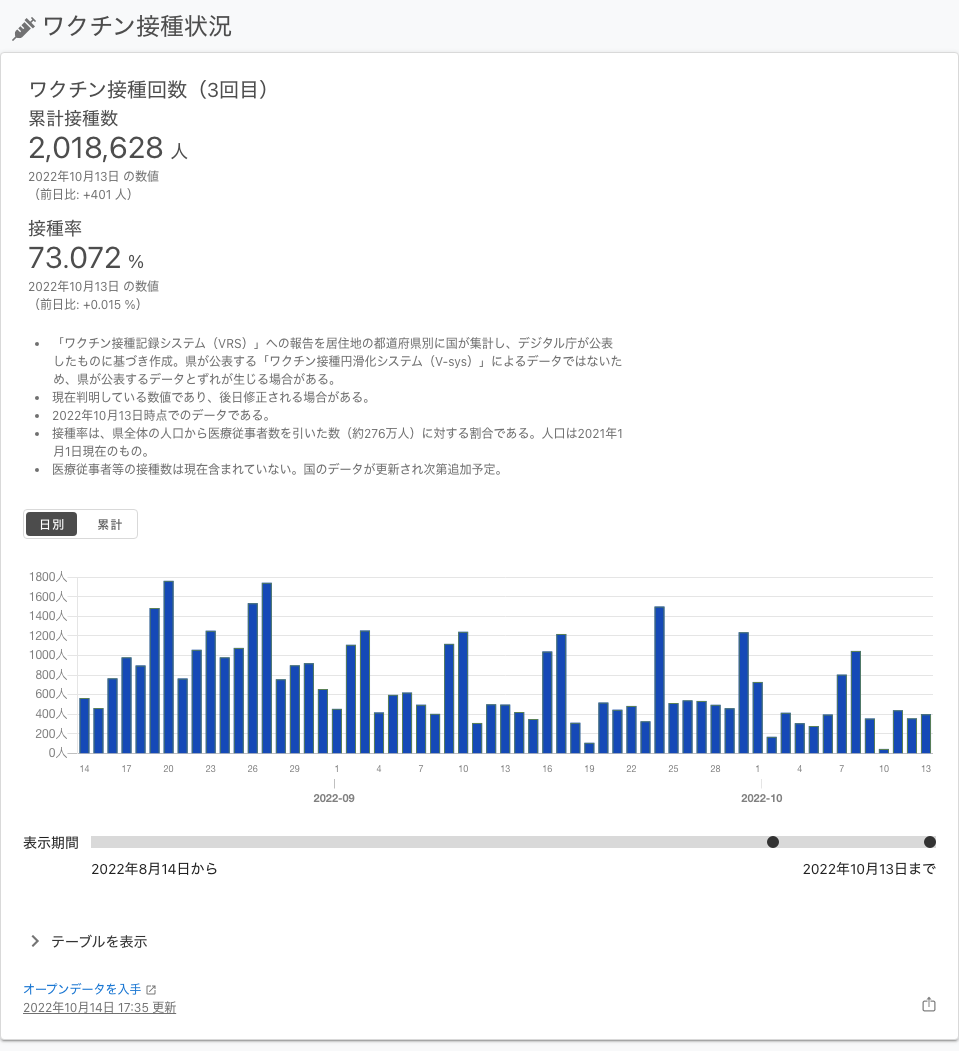 ワクチン接種状況
ワクチン接種回数（3回目）
累計接種数
2,018,628 人
2022年10月13日 の数値
（前日比: +401 人）
接種率
73.072 %
2022年10月13日 の数値
（前日比: +0.015 %）
• 「ワクチン接種記録システム（VRS）」への報告を居住地の都道府県別に国が集計し、デジタル庁が公表
したものに基づき作成。県が公表する「ワクチン接種円滑化システム（V-sys）」によるデータではないた
め、県が公表するデータとずれが生じる場合がある。
• 現在判明している数値であり、後日修正される場合がある。
• 2022年10月13日時点でのデータである。
• 接種率は、県全体の人口から医療従事者数を引いた数（約276万人）に対する割合である。人口は2021年1
月1日現在のもの。
• 医療従事者等の接種数は現在含まれていない。国のデータが更新され次第追加予定。
日別 累計
1800人
1600人
1400人
1200人
1000人
800人
600人
400人
200人
0人
14 17 20 23 26 29 1 4 7 10 13 16 19 22 25 28 1 4 7 10 13
2022-09 2022-10
表示期間
2022年8月14日から 2022年10月13日まで
テーブルを表示
オープンデータを入手
2022年10月14日 17:35 更新